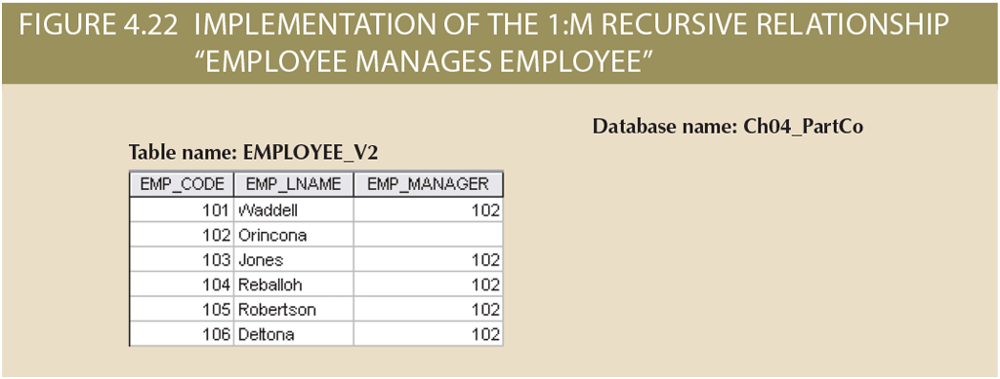 FIGURE 4.22 IMPLEMENTATION OF THE 1:M RECURSIVE RELATIONSHIP
“EMPLOYEE MANAGES EMPLOYEE”
Database name: Ch04_PartCo
Table name: EMPLOYEE_V2
EMP_CODE EMP_LNAME EMP_MANAGER
101 Waddell 102
102 Orincona
103 Jones 102
104 Reballoh 102
105 Robertson 102
106 Deltona 102